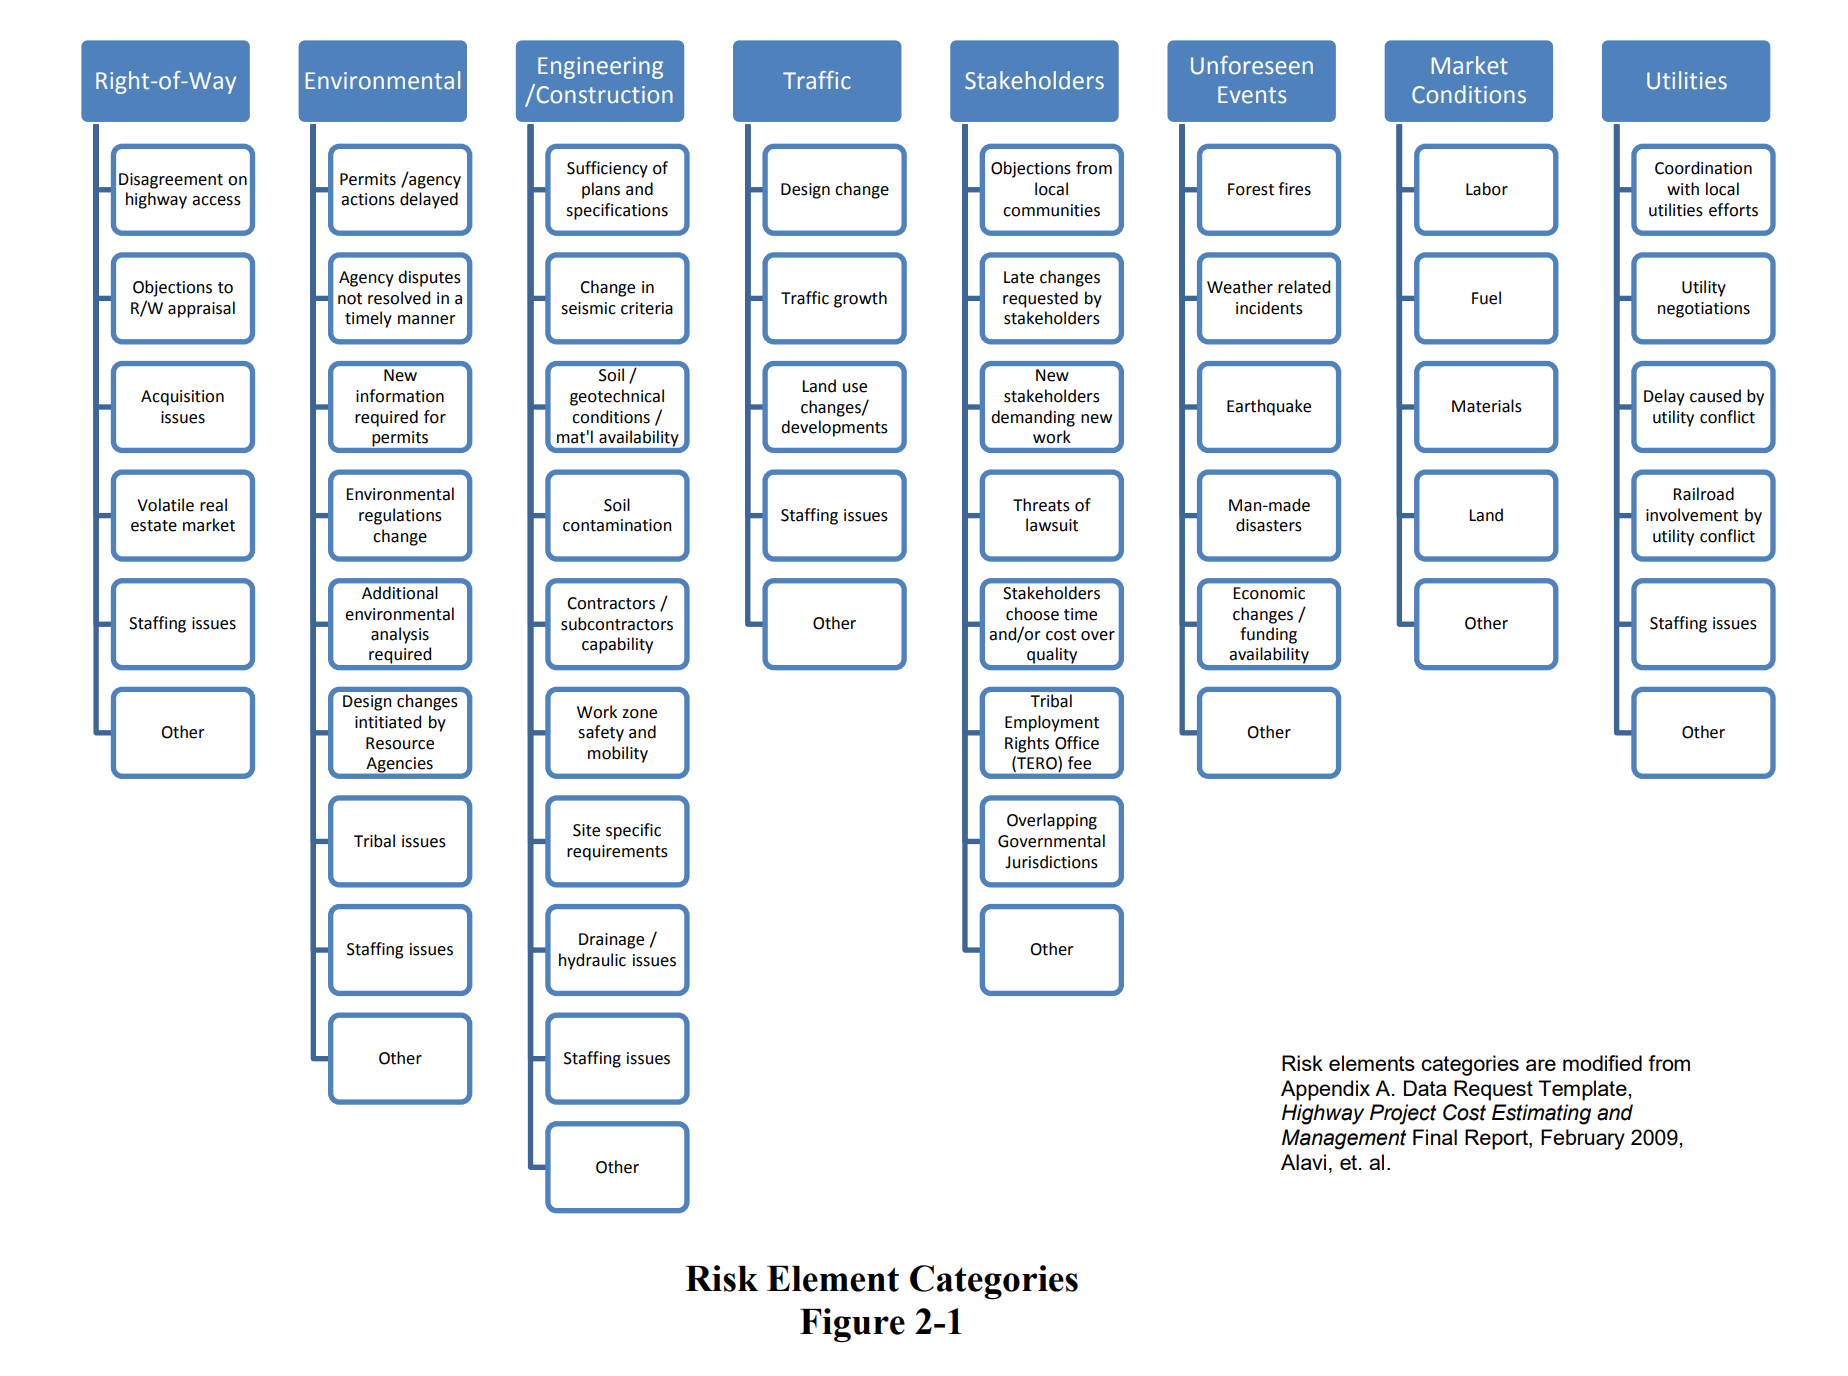 Right-of-Way
Disagreement on
highway access
Objections to
R/W appraisal
Acquisition
issues
Volatile real
estate market
Staffing issues
Other
Environmental
Permits /agency
actions delayed
Agency disputes
not resolved in a
timely manner
New
information
required for
permits
Environmental
regulations
change
Additional
environmental
analysis
required
Design changes
intitiated by
Resource
Agencies
Tribal issues
Staffing issues
Other
Engineering
/Construction
Sufficiency of
plans and
specifications
Change in
seismic criteria
Soil /
geotechnical
conditions /
mat'l availability
Soil
contamination
Contractors /
subcontractors
capability
Work zone
safety and
mobility
Site specific
requirements
Drainage /
hydraulic issues
Staffing issues
Other
Traffic
Design change
Traffic growth
Land use
changes/
developments
Staffing issues
Other
Stakeholders
Objections from
local
communities
Late changes
requested by
stakeholders
New
stakeholders
demanding new
work
Threats of
lawsuit
Stakeholders
choose time
and/or cost over
quality
Tribal
Employment
Rights Office
(TERO) fee
Overlapping
Governmental
Jurisdictions
Other
Unforeseen
Events
Forest fires
Weather related
incidents
Earthquake
Man-made
disasters
Economic
changes /
funding
availability
Other
Market
Conditions
Labor
Fuel
Materials
Land
Other
Utilities
Coordination
with local
utilities efforts
Utility
negotiations
Delay caused by
utility conflict
Railroad
involvement by
utility conflict
Staffing issues
Other
Risk elements categories are modified from
Appendix A. Data Request Template,
Highway Project Cost Estimating and
Management Final Report, February 2009,
Alavi, et. al.
Risk Element Categories
Figure 2-1